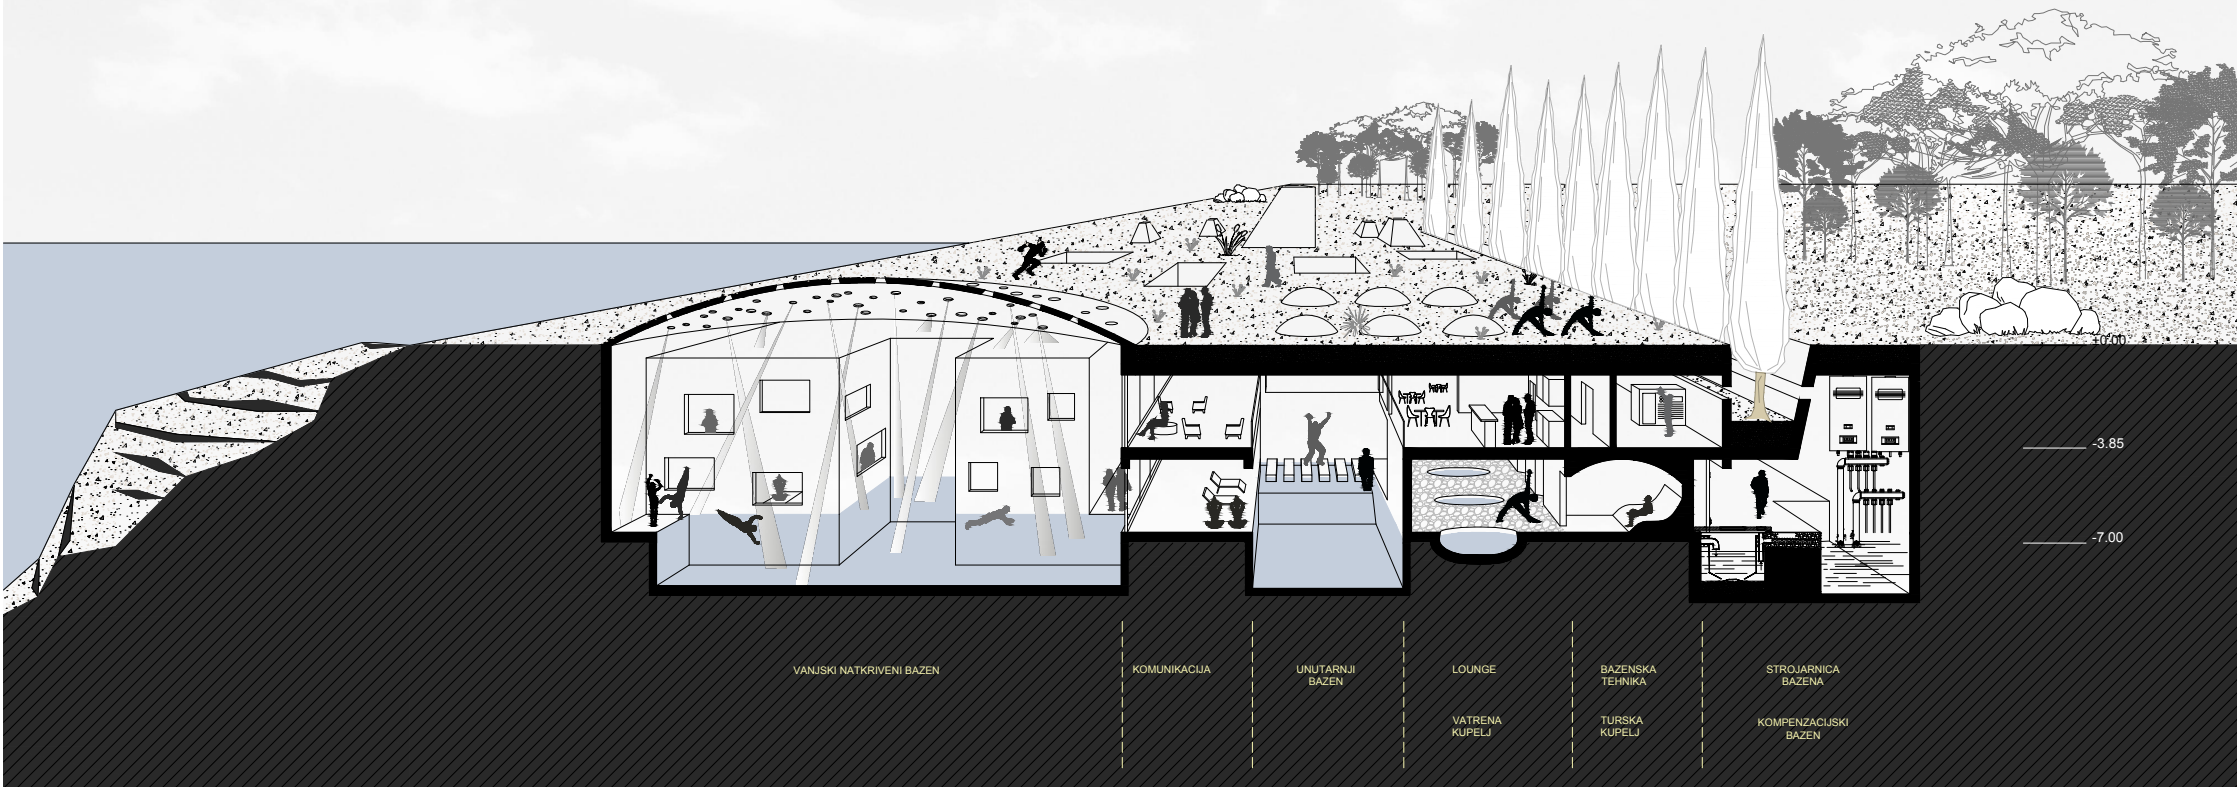 ±0.00
-3.85
-7.00
VANJSKI NATKRIVENI BAZEN
KOMUNIKACIJA
UNUTARNJI
BAZEN
LOUNGE
VATRENA
KUPELJ
BAZENSKA
TEHNIKA
TURSKA
KUPELJ
STROJARNICA
BAZENA
KOMPENZACIJSKI
BAZEN